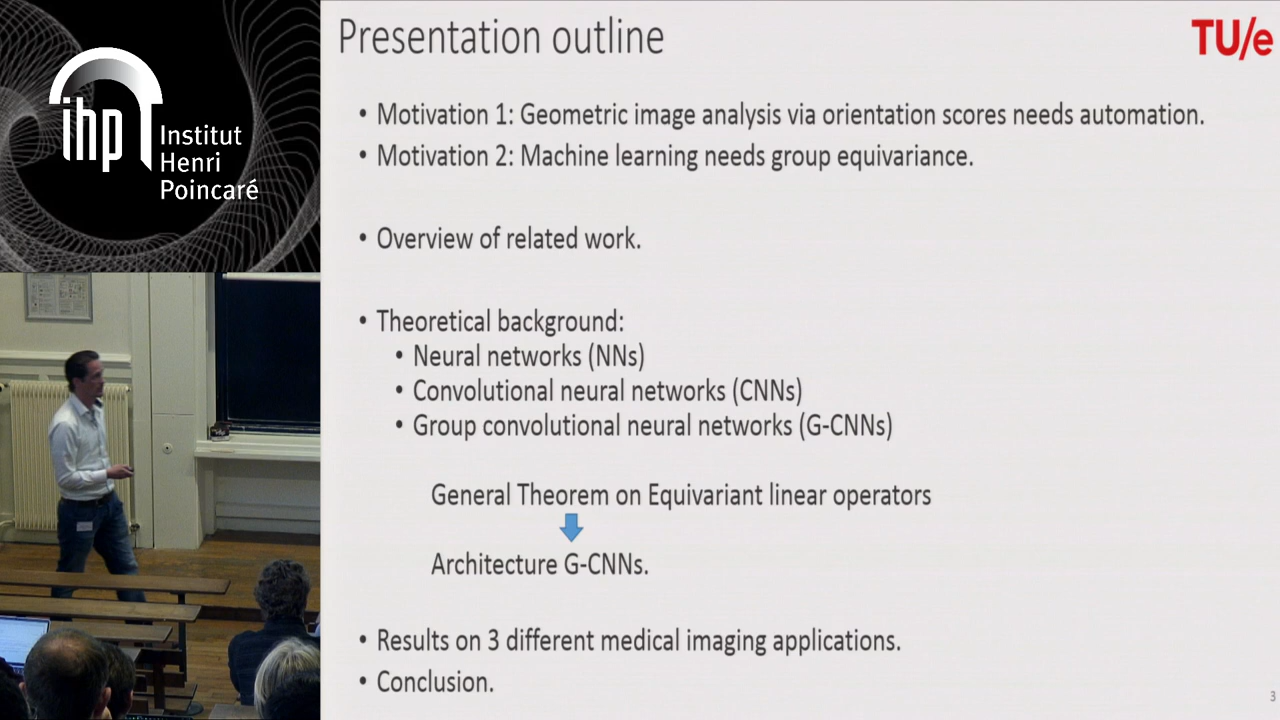 ihp
Institut
Henri
Poincaré
Presentation outline
TU/e
• Motivation 1: Geometric image analysis via orientation scores needs automation.
• Motivation 2: Machine learning needs group equivariance.
• Overview of related work.
• Theoretical background:
• Neural networks (NNs)
• Convolutional neural networks (CNNs)
• Group convolutional neural networks (G-CNNs)
General Theorem on Equivariant linear operators
Architecture G-CNNs.
• Results on 3 different medical imaging applications.
• Conclusion.
3